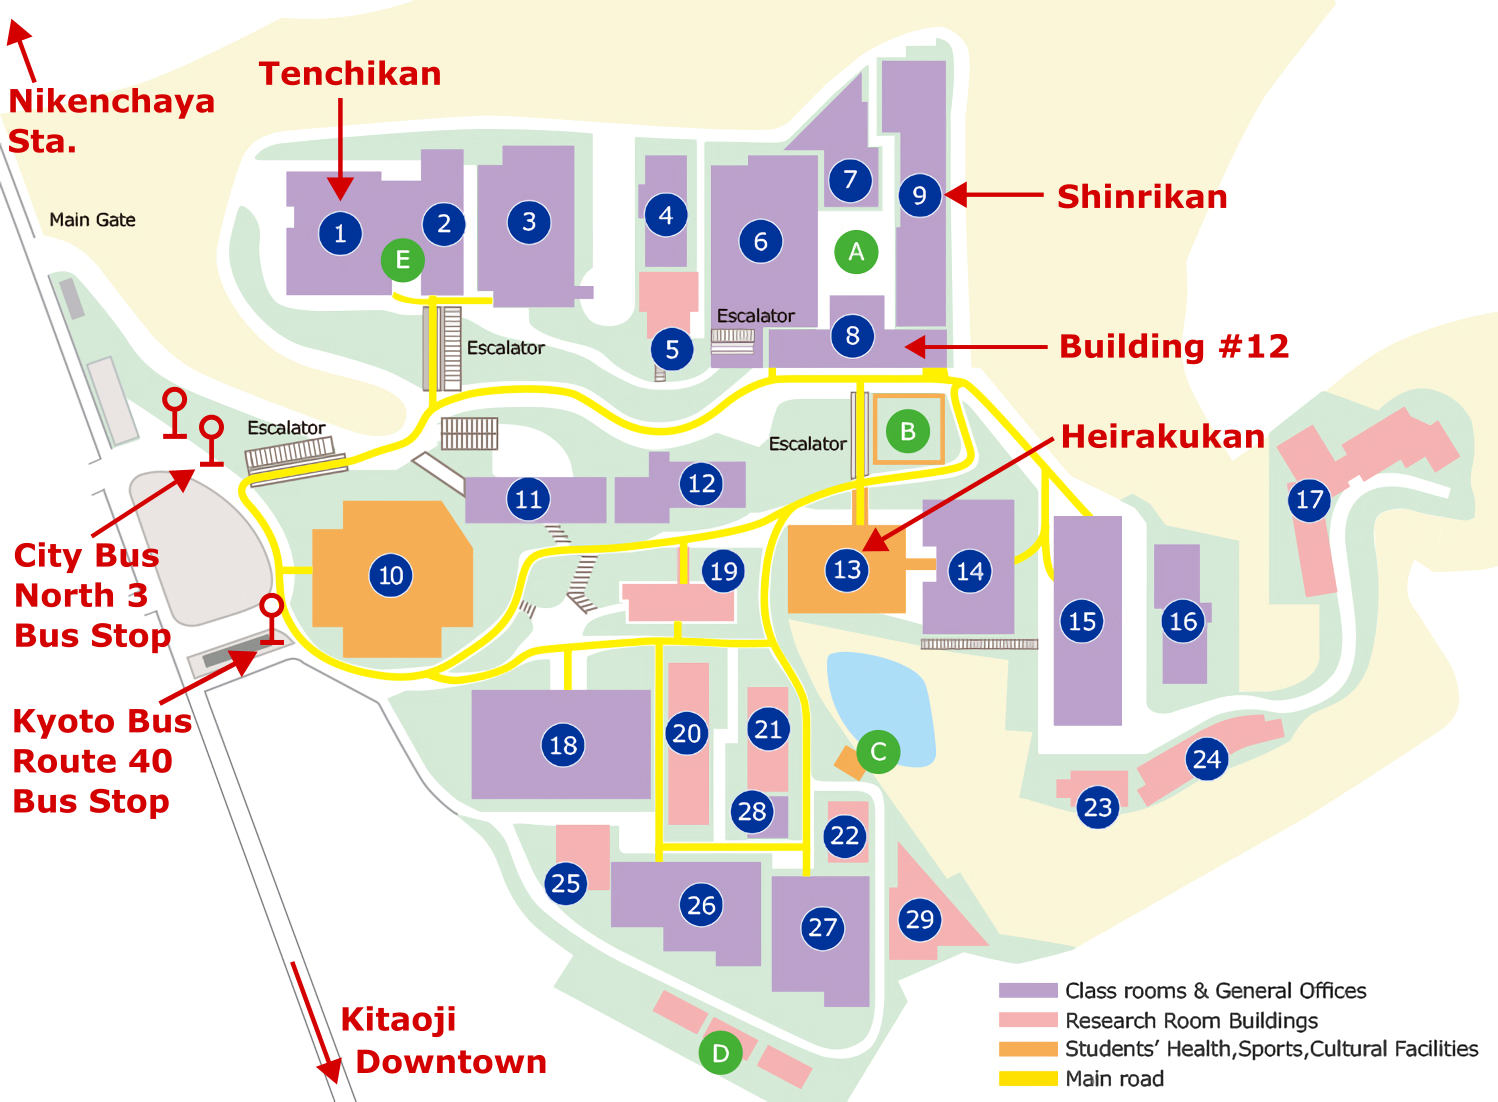 Nikenchaya
Sta.
Main Gate
Tenchikan
1
2
3
E
4
5
6
7
8
9
A
Shinrikan
Escalator
Escalator
Building #12
Escalator
Escalator
B
Heirakukan
City Bus
North 3
Bus Stop
Kyoto Bus
Route 40
Bus Stop
10
11
12
13
14
15
16
17
18
19
20
21
28
22
C
23
24
25
26
27
29
D
Kitaoji
Downtown
Class rooms & General Offices
Research Room Buildings
Students’ Health,Sports,Cultural Facilities
Main road